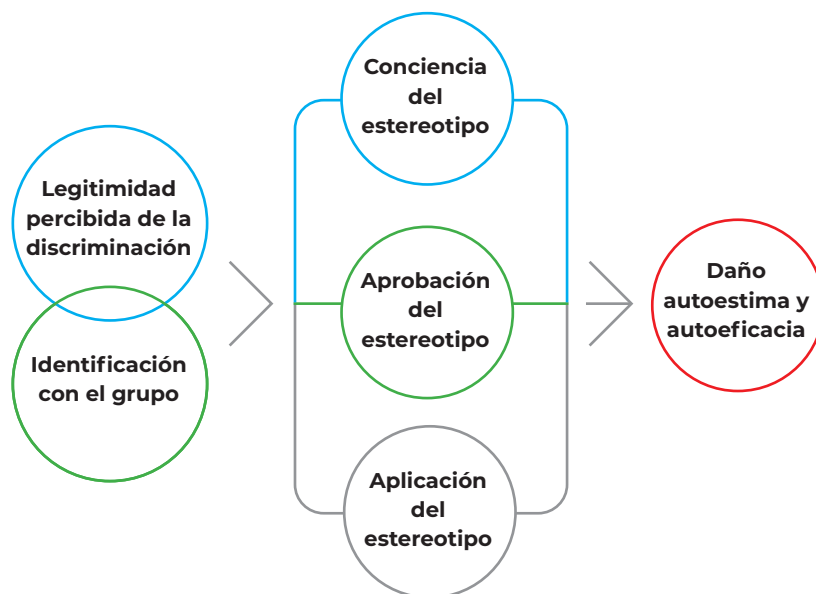 Legitimidad
percibida de la
discriminación
Identificación
con el grupo
Conciencia
del
estereotipo
Aprobación
del
estereotipo
Aplicación
del
estereotipo
Daño
autoestima y
autoeficacia